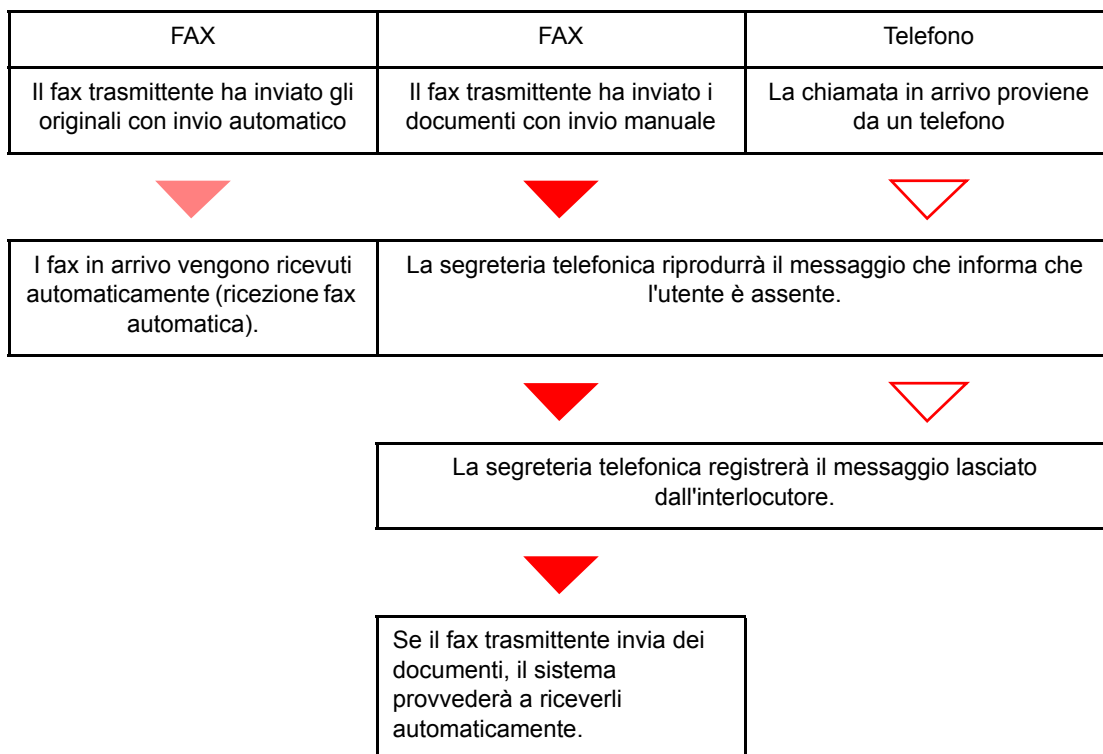 FAX
FAX
Telefono
Il fax trasmittente ha inviato gli
originali con invio automatico
Il fax trasmittente ha inviato i
documenti con invio manuale
La chiamata in arrivo proviene
da un telefono
I fax in arrivo vengono ricevuti
automaticamente (ricezione fax
automatica).
La segreteria telefonica riprodurrà il messaggio che informa che
l'utente è assente.
La segreteria telefonica registrerà il messaggio lasciato
dall'interlocutore.
Se il fax trasmittente invia dei
documenti, il sistema
provvederà a riceverli
automaticamente.